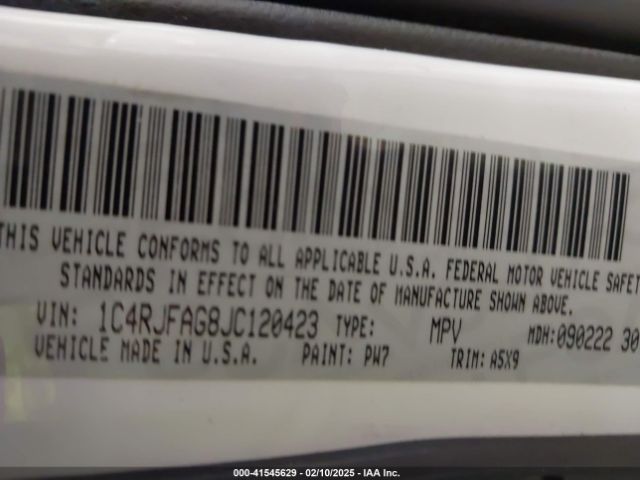 THIS VEHICLE CONFORMS TO ALL APPLICABLE U.S.A. FEDERAL MOTOR VEHICLE SAFET
STANDARDS IN EFFECT ON THE DATE OF MANUFACTURE SHOWN ABOVE.
VIN: 1C4RJFAG8JC120423 TYPE: MPV MDH:090222 30
VEHICLE MADE IN U.S.A. PAINT: PW7 TRIM: A5X9
000-41545629 - 02/10/2025 - IAA Inc.